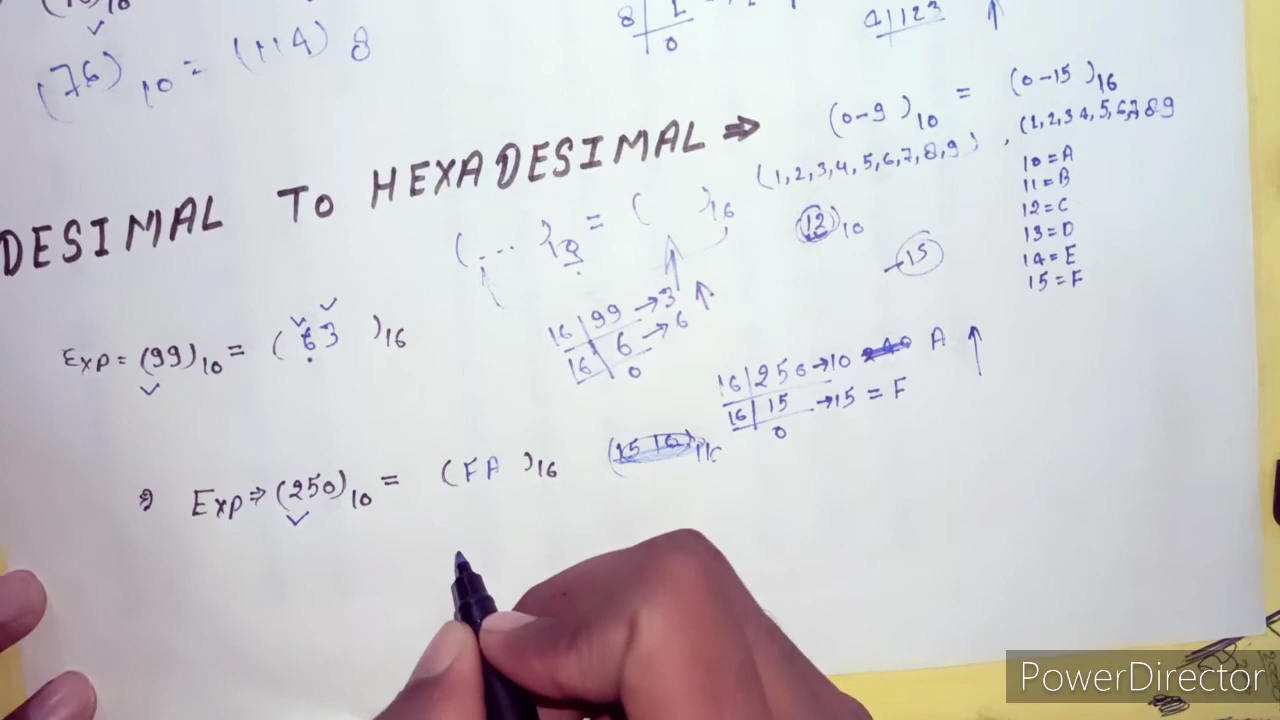 (76)10 = (114)8
8 | 1
0
1 | 123
DESIMAL TO HEXADESIMAL ⇒
(0-9)10 = (0-15)16
(1,2,3,4,5,6,7,8,9), (1,2,3 4,5,6,7,8 9
10=A
11=B
12=C
13=D
14=E
15=F
(... )10 = ( )16
(12)10
15
Exp = (99)10 = (63)16
16 | 99 → 3
16 | 6 → 6
0
16 | 250 → 10 A
16 | 15 → 15 = F
0
Exp ⇒ (250)10 = (FA)16
PowerDirector